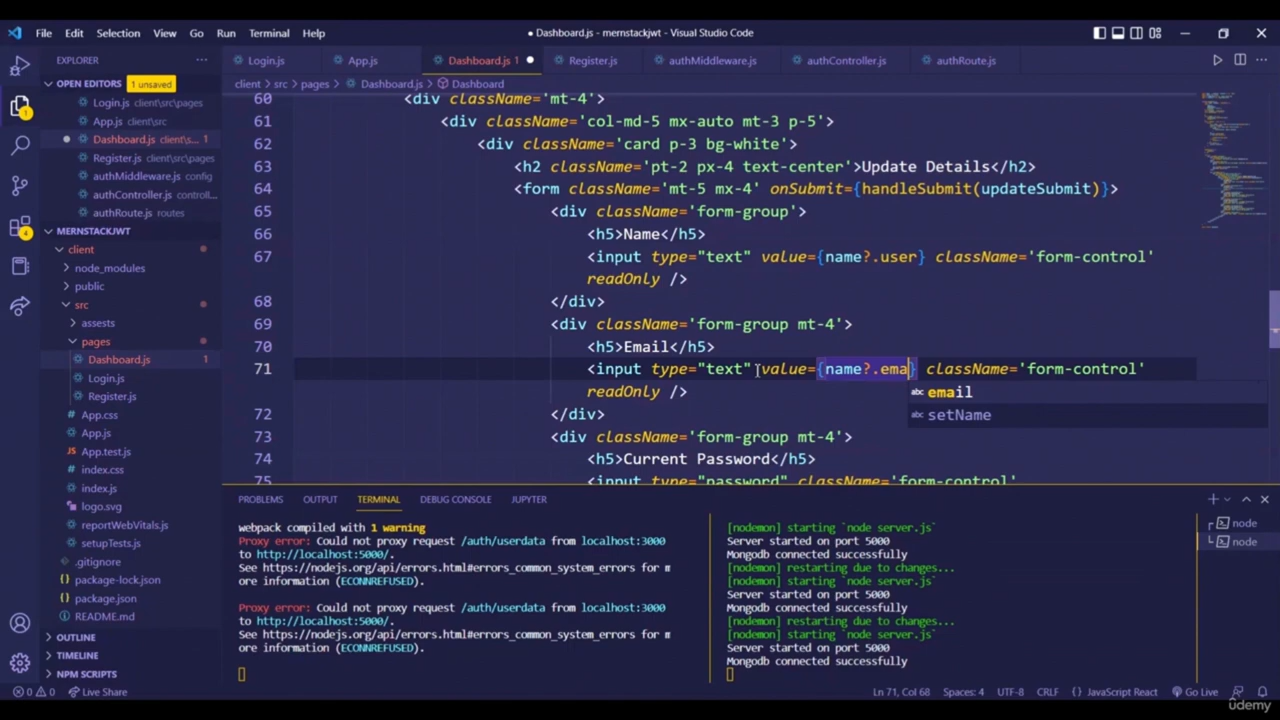 File Edit Selection View Go Run Terminal Help
● Dashboard.js - mernstackjwt - Visual Studio Code
EXPLORER
OPEN EDITORS 1 unsaved
Login.js client\src\pages
App.js client\src
Dashboard.js client\s... 1
Register.js client\src\pages
authMiddleware.js config
authController.js controll...
authRoute.js routes
MERNSTACKJWT
client
node_modules
public
src
assests
pages
Dashboard.js 1
Login.js
Register.js
App.css
App.js
App.test.js
index.css
index.js
logo.svg
reportWebVitals.js
setupTests.js
.gitignore
package-lock.json
package.json
README.md
OUTLINE
TIMELINE
NPM SCRIPTS
Login.js App.js Dashboard.js 1 ● Register.js authMiddleware.js authController.js authRoute.js
client > src > pages > Dashboard.js > Dashboard
60 <div className='mt-4'>
61 <div className='col-md-5 mx-auto mt-3 p-5'>
62 <div className='card p-3 bg-white'>
63 <h2 className='pt-2 px-4 text-center'>Update Details</h2>
64 <form className='mt-5 mx-4' onSubmit={handleSubmit(updateSubmit)}>
65 <div className='form-group'>
66 <h5>Name</h5>
67 <input type="text" value={name?.user} className='form-control'
readOnly />
68 </div>
69 <div className='form-group mt-4'>
70 <h5>Email</h5>
71 <input type="text" value={name?.ema} className='form-control'
readOnly />
72 </div>
73 <div className='form-group mt-4'>
74 <h5>Current Password</h5>
75 <input type="password" className='form-control'
abc email
abc setName
PROBLEMS OUTPUT TERMINAL DEBUG CONSOLE JUPYTER
webpack compiled with 1 warning
Proxy error: Could not proxy request /auth/userdata from localhost:3000
to http://localhost:5000/.
See https://nodejs.org/api/errors.html#errors_common_system_errors for m
ore information (ECONNREFUSED).
Proxy error: Could not proxy request /auth/userdata from localhost:3000
to http://localhost:5000/.
See https://nodejs.org/api/errors.html#errors_common_system_errors for m
ore information (ECONNREFUSED).
[nodemon] starting `node server.js`
Server started on port 5000
Mongodb connected successfully
[nodemon] restarting due to changes...
[nodemon] starting `node server.js`
Server started on port 5000
Mongodb connected successfully
[nodemon] restarting due to changes...
[nodemon] starting `node server.js`
Server started on port 5000
Mongodb connected successfully
node
node
1
4
0 0 Live Share
Ln 71, Col 68 Spaces: 4 UTF-8 CRLF {} JavaScript React Go Live
udemy